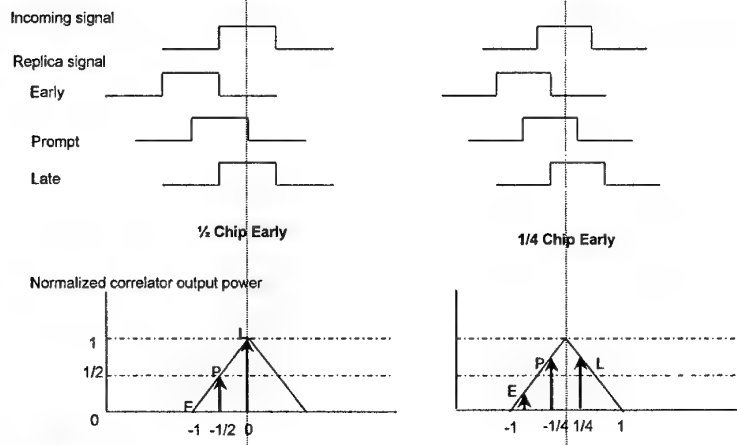 Incoming signal
Replica signal
Early
Prompt
Late
½ Chip Early
1/4 Chip Early
Normalized correlator output power
1
1/2
0
E
P
L
-1 -1/2 0
E
P
L
-1 -1/4 1/4 1